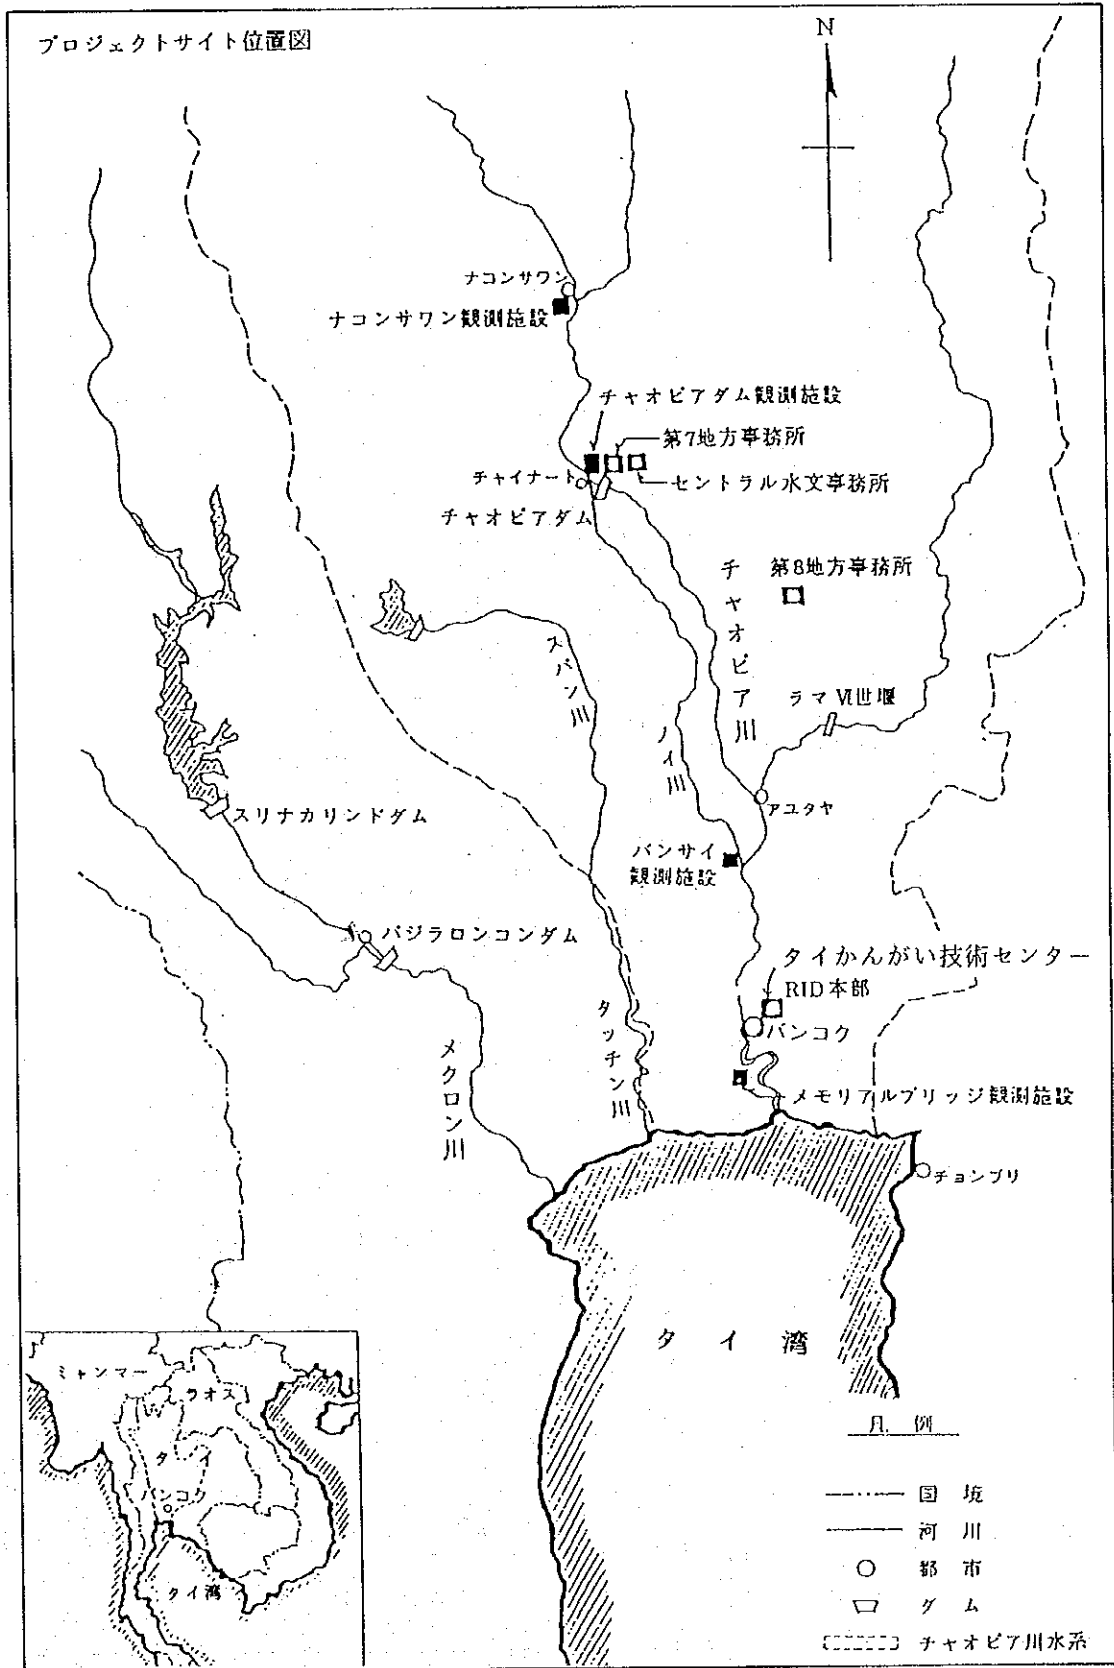 プロジェクトサイト位置図
N
ナコンサワン
ナコンサワン観測施設
チャオピアダム観測施設
第7地方事務所
チャイナート
セントラル水文事務所
チャオピアダム
チャオピア川
第8地方事務所
スパン川
ノイ川
ラマⅥ世堰
スリナカリンドダム
アユタヤ
バンサイ
観測施設
バジラロンコンダム
タイかんがい技術センター
RID本部
バンコク
タッチン川
メクロン川
メモリアルブリッジ観測施設
チョンブリ
タイ湾
ミャンマー
ラオス
タイ
バンコク
タイ湾
凡例
国境
河川
都市
ダム
チャオピア川水系